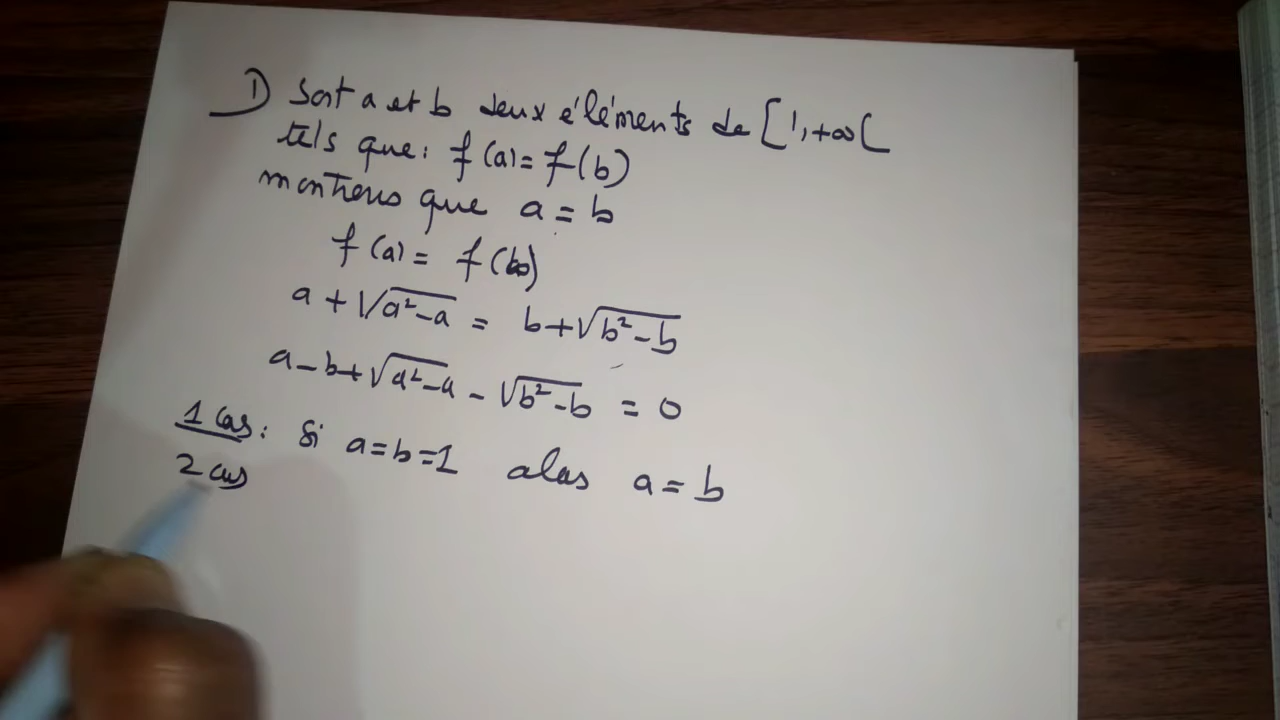 1) Soit a et b deux éléments de [1,+∞[
tels que: f(a)=f(b)
montrons que a=b
f(a)= f(b)
a+√a²-a = b+√b²-b
a-b+√a²-a - √b²-b = 0
1 cas: Si a=b=1 alos a=b
2 cas